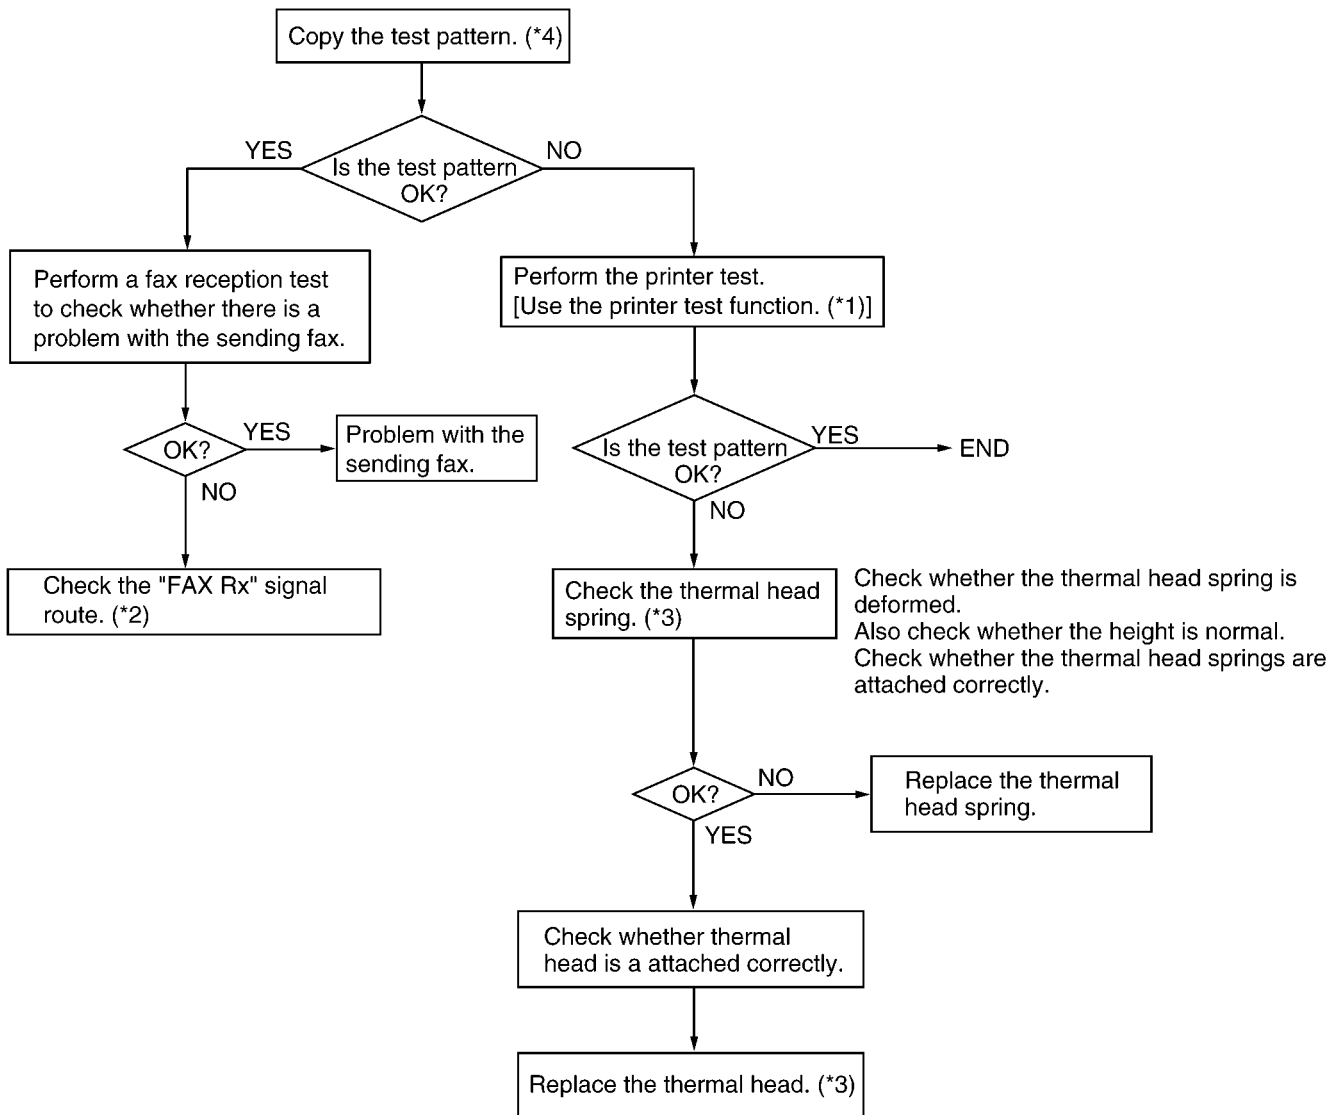 Copy the test pattern. (*4)
YES
NO
Is the test pattern
OK?
Perform a fax reception test
to check whether there is a
problem with the sending fax.
Perform the printer test.
[Use the printer test function. (*1)]
OK?
YES
Problem with the
sending fax.
NO
Is the test pattern
OK?
YES
END
NO
Check the "FAX Rx" signal
route. (*2)
Check the thermal head
spring. (*3)
Check whether the thermal head spring is
deformed.
Also check whether the height is normal.
Check whether the thermal head springs are
attached correctly.
OK?
NO
Replace the thermal
head spring.
YES
Check whether thermal
head is a attached correctly.
Replace the thermal head. (*3)